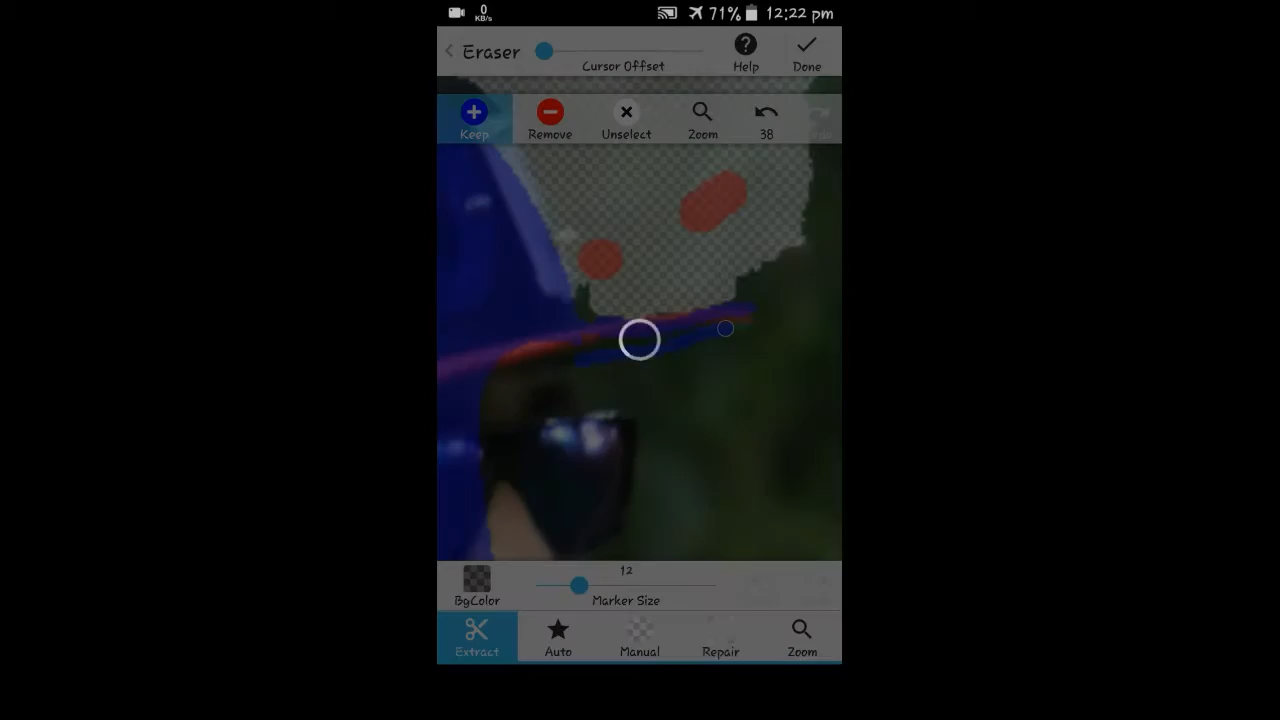 0
KB/s
71% 12:22 pm
Eraser
Cursor Offset
Help
Done
Keep
Remove
Unselect
Zoom
38
12
BgColor
Marker Size
Extract
Auto
Manual
Repair
Zoom